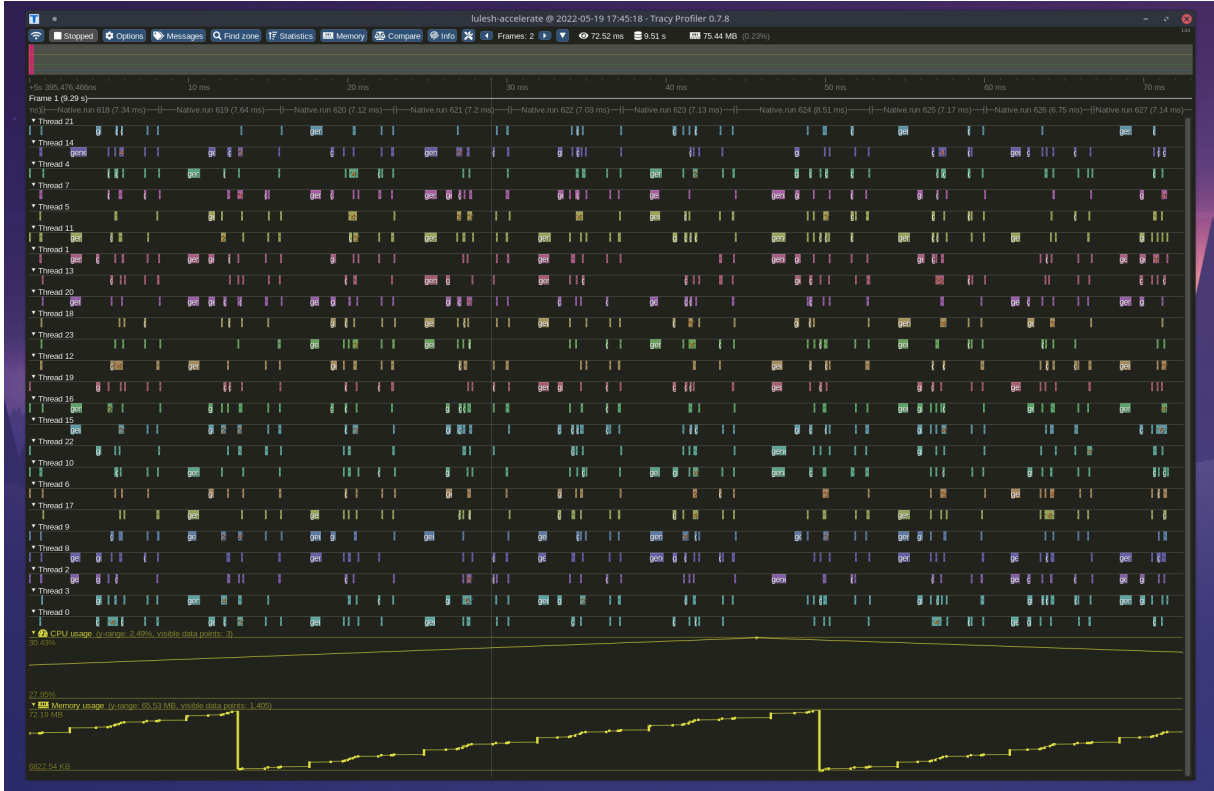 lulesh-accelerate @ 2022-05-19 17:45:18 - Tracy Profiler 0.7.8
Stopped Options Messages Find zone Statistics Memory Compare Info Frames: 2 72.52 ms 9.51 s 75.44 MB (0.23%)
144
+5s 395,476,466ns 10 ms 20 ms 30 ms 40 ms 50 ms 60 ms 70 ms
Frame 1 (9.29 s)
ms) Native.run 618 (7.34 ms) Native.run 619 (7.64 ms) Native.run 620 (7.12 ms) Native.run 621 (7.2 ms) Native.run 622 (7.03 ms) Native.run 623 (7.13 ms) Native.run 624 (8.51 ms) Native.run 625 (7.17 ms) Native.run 626 (6.75 ms) Native.run 627 (7.14 ms)
Thread 21
Thread 14
Thread 4
Thread 7
Thread 5
Thread 11
Thread 1
Thread 13
Thread 20
Thread 18
Thread 23
Thread 12
Thread 19
Thread 16
Thread 15
Thread 22
Thread 10
Thread 6
Thread 17
Thread 9
Thread 8
Thread 2
Thread 3
Thread 0
CPU usage (y-range: 2.49%, visible data points: 3)
30.43%
27.95%
Memory usage (y-range: 65.53 MB, visible data points: 1,405)
72.19 MB
6822.54 KB